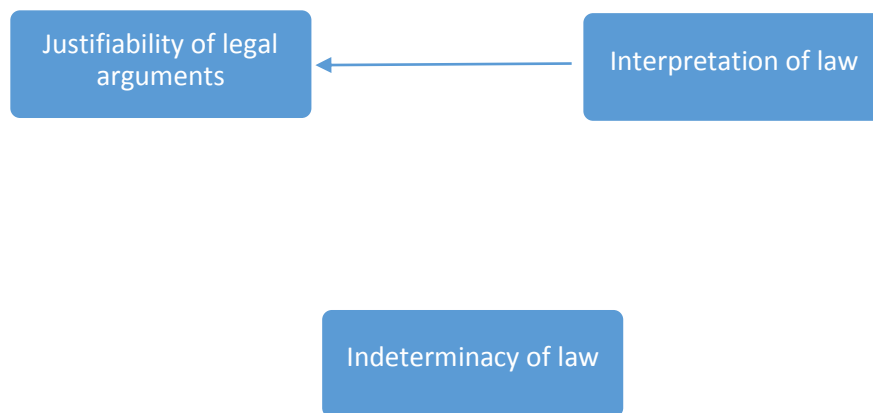 Justifiability of legal
arguments
Interpretation of law
Indeterminacy of law